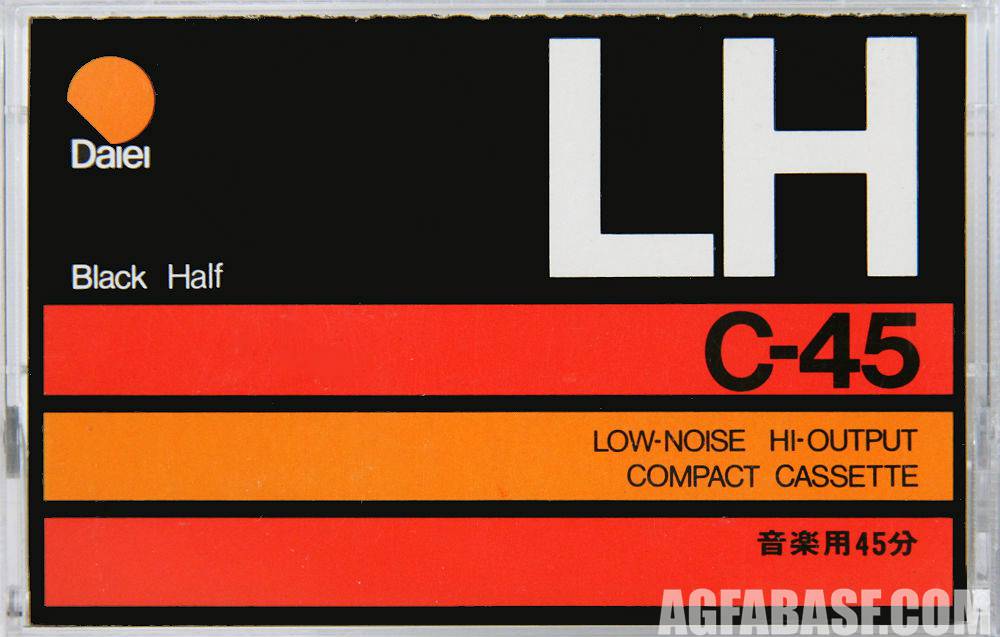 LH
Daiei
Black Half
C-45
LOW-NOISE HI-OUTPUT
COMPACT CASSETTE
音楽用45分
AGFABASF.COM